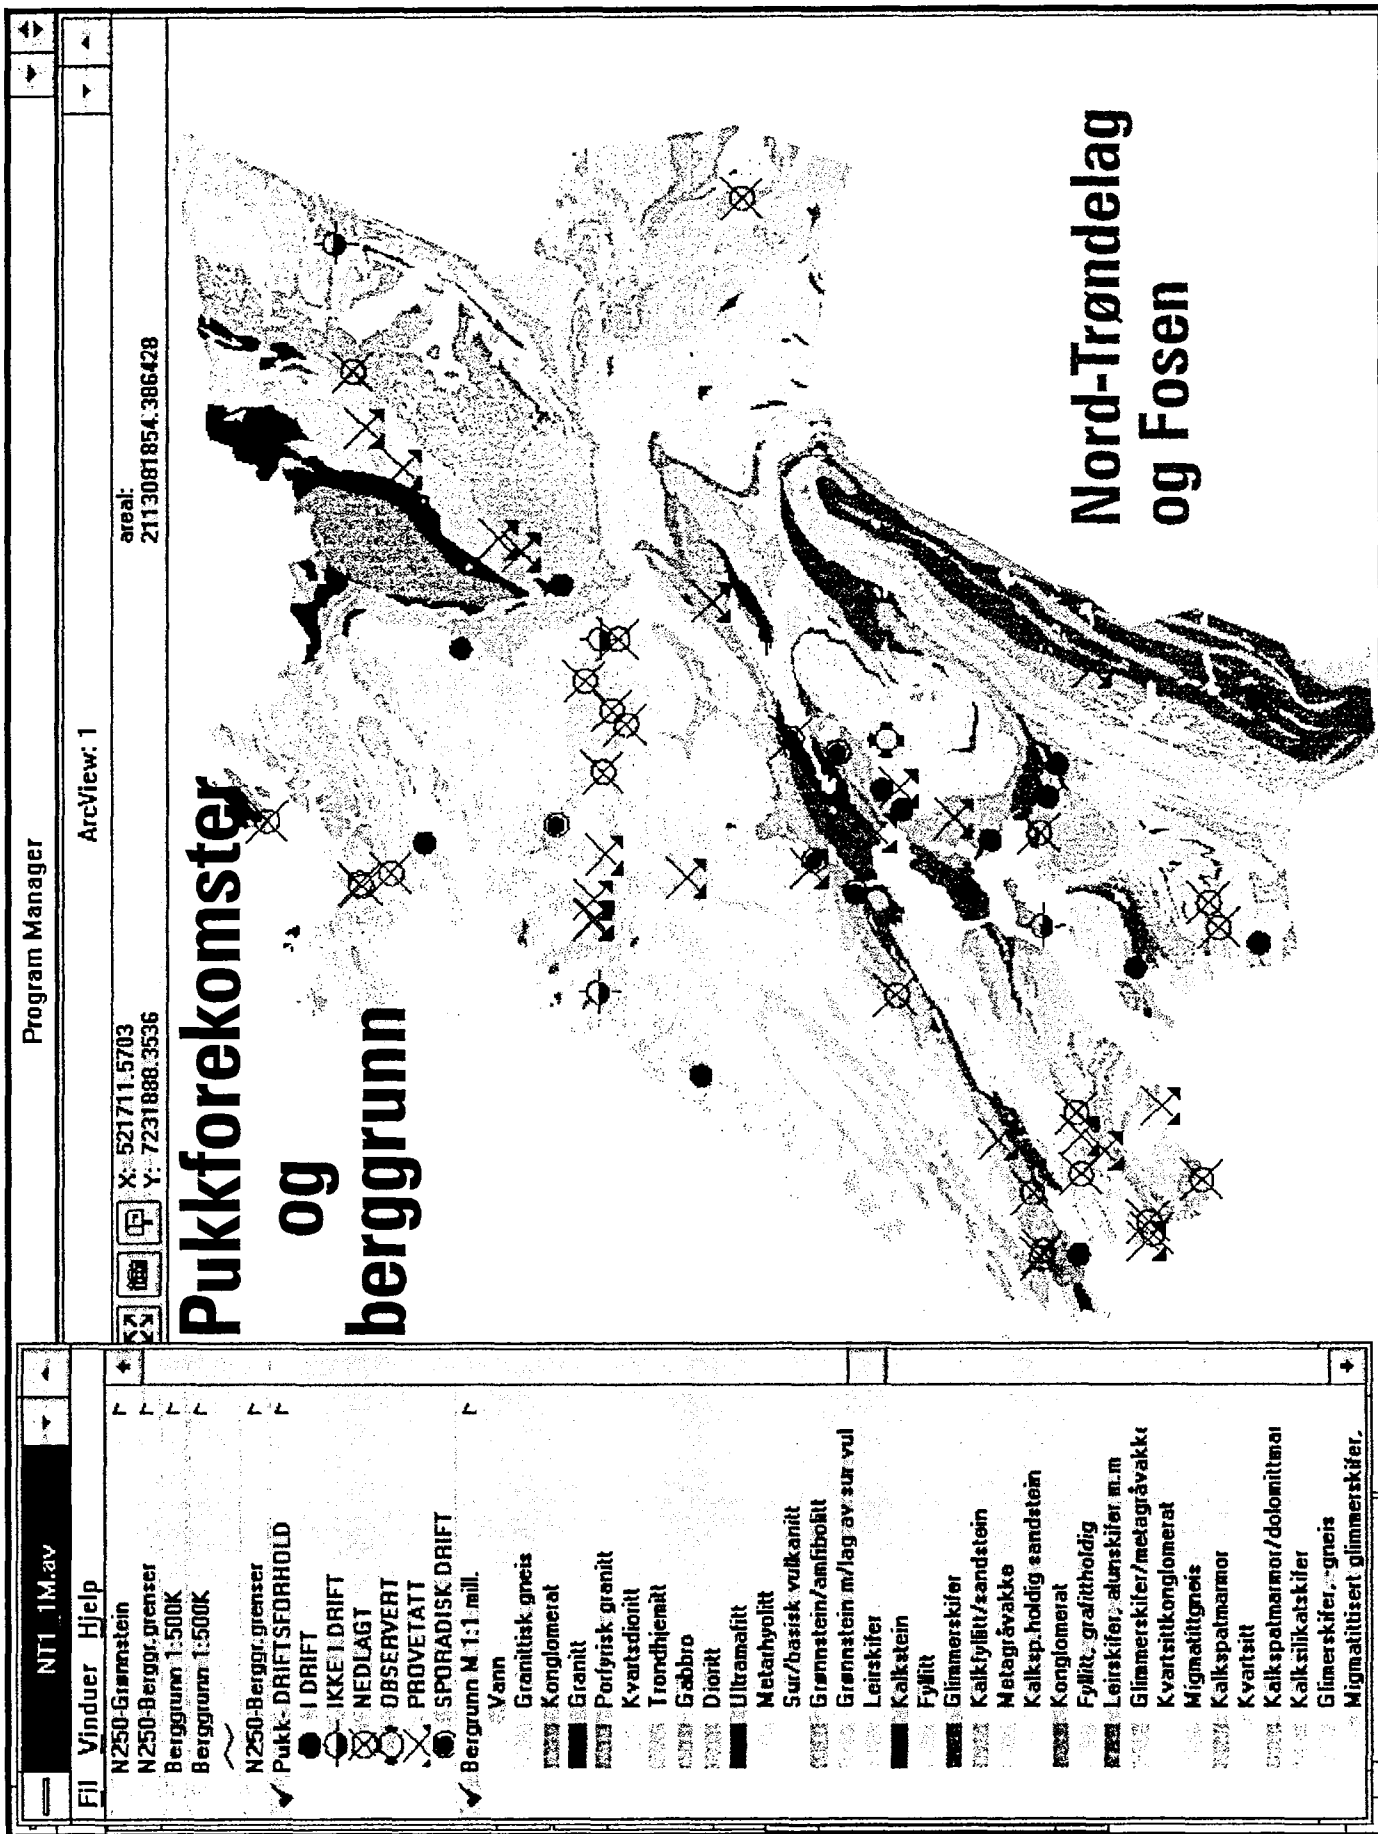 Program Manager
NT1_1M.av
Fil Vinduer Hjelp
N250-Grønnstein
N250-Berggr.grenser
Berggrunn 1:500K
Berggrunn 1:500K
N250-Berggr.grenser
Pukk- DRIFTSFORHOLD
I DRIFT
IKKE I DRIFT
NEDLAGT
OBSERVERT
PRØVETATT
SPORADISK DRIFT
Bergrunn M 1:1 mill.
Vann
Granittisk gneis
Konglomerat
Granitt
Porfyrisk granitt
Kvartsdioritt
Trondhjemitt
Gabbro
Dioritt
Ultramafitt
Metarhyolitt
Sur/basisk vulkanitt
Grønnstein/amfibolitt
Grønnstein m/lag av sur vul
Leirskifer
Kalkstein
Fyllitt
Glimmerskifer
Kalkfyllitt/sandstein
Metagråvakke
Kalksp.holdig sandstein
Konglomerat
Fyllitt, grafittholdig
Leirskifer, alunskifer m.m
Glimmerskifer/metagråvakke
Kvartsittkonglomerat
Migmatittgneis
Kalkspatmarmor
Kvartsitt
Kalkspatmarmor/dolomittmar
Kalksilikatskifer
Glimerskifer, gneis
Migmatittisert glimmerskifer,
ArcView: 1
X: 521711.5703
Y: 7231888.3536
areal:
2113081854.386428
Pukkforekomster
og
berggrunn
Nord-Trøndelag
og Fosen